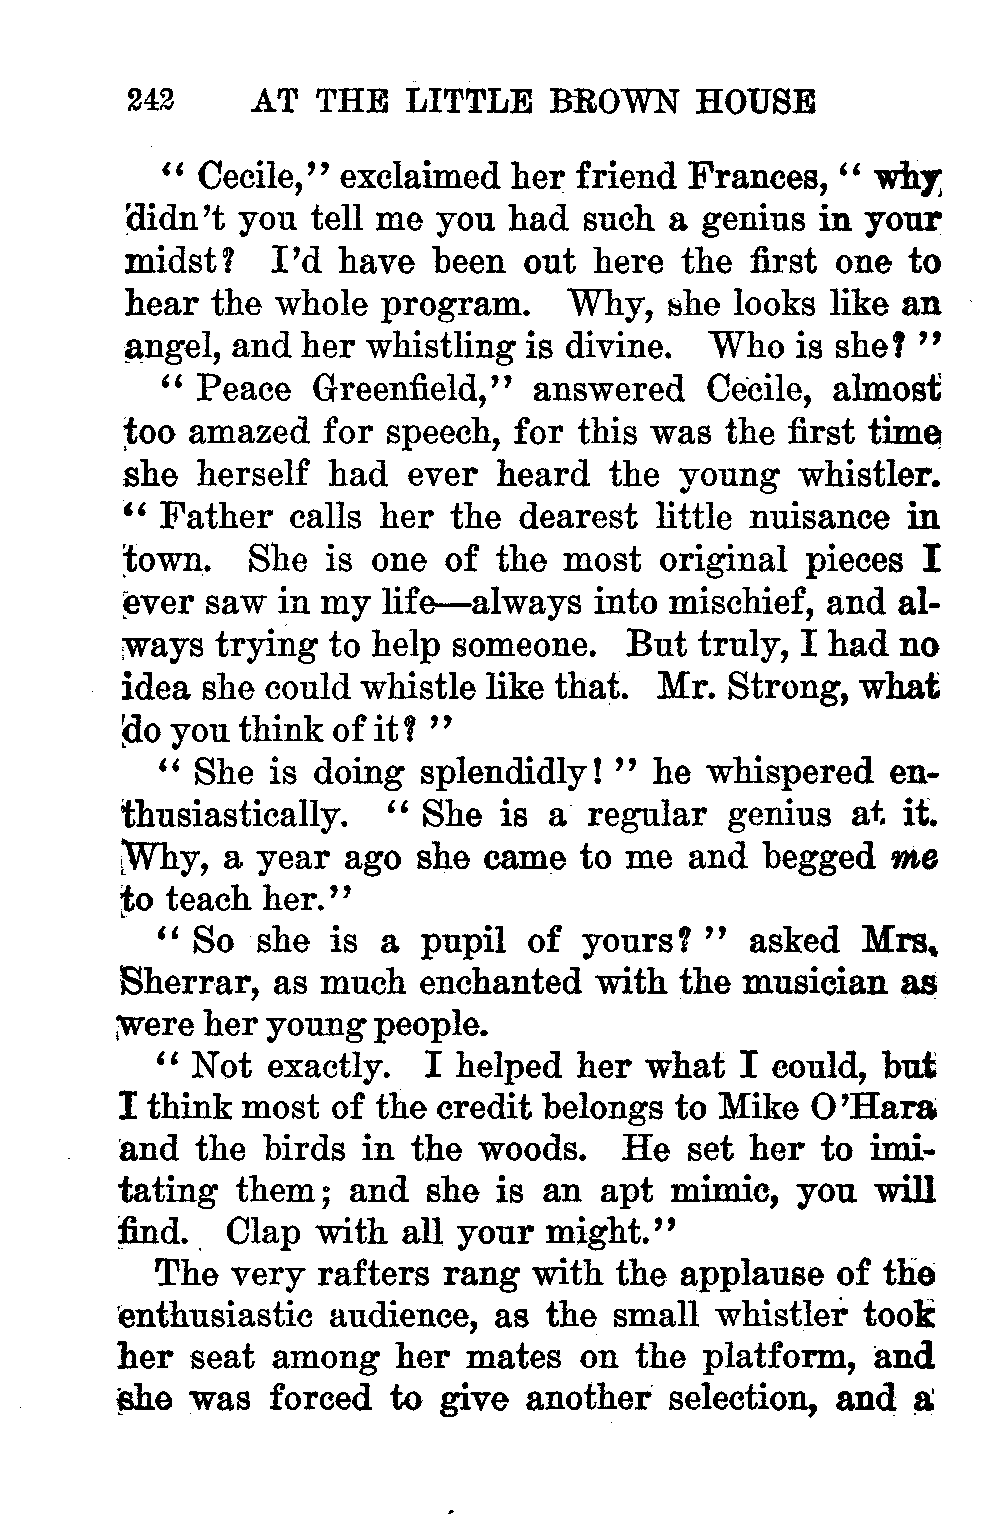 242 AT THE LITTLE BROWN HOUSE
“ Cecile,” exclaimed her friend Frances, “ why
didn’t you tell me you had such a genius in your
midst? I’d have been out here the first one to
hear the whole program. Why, she looks like an
angel, and her whistling is divine. Who is she? ”
“ Peace Greenfield,” answered Cecile, almost
too amazed for speech, for this was the first time
she herself had ever heard the young whistler.
“ Father calls her the dearest little nuisance in
town. She is one of the most original pieces I
ever saw in my life—always into mischief, and al-
ways trying to help someone. But truly, I had no
idea she could whistle like that. Mr. Strong, what
do you think of it? ”
“ She is doing splendidly! ” he whispered en-
thusiastically. “ She is a regular genius at it.
Why, a year ago she came to me and begged me
to teach her.”
“ So she is a pupil of yours? ” asked Mrs.
Sherrar, as much enchanted with the musician as
were her young people.
“ Not exactly. I helped her what I could, but
I think most of the credit belongs to Mike O’Hara
and the birds in the woods. He set her to imi-
tating them; and she is an apt mimic, you will
find. Clap with all your might.”
The very rafters rang with the applause of the
enthusiastic audience, as the small whistler took
her seat among her mates on the platform, and
she was forced to give another selection, and a